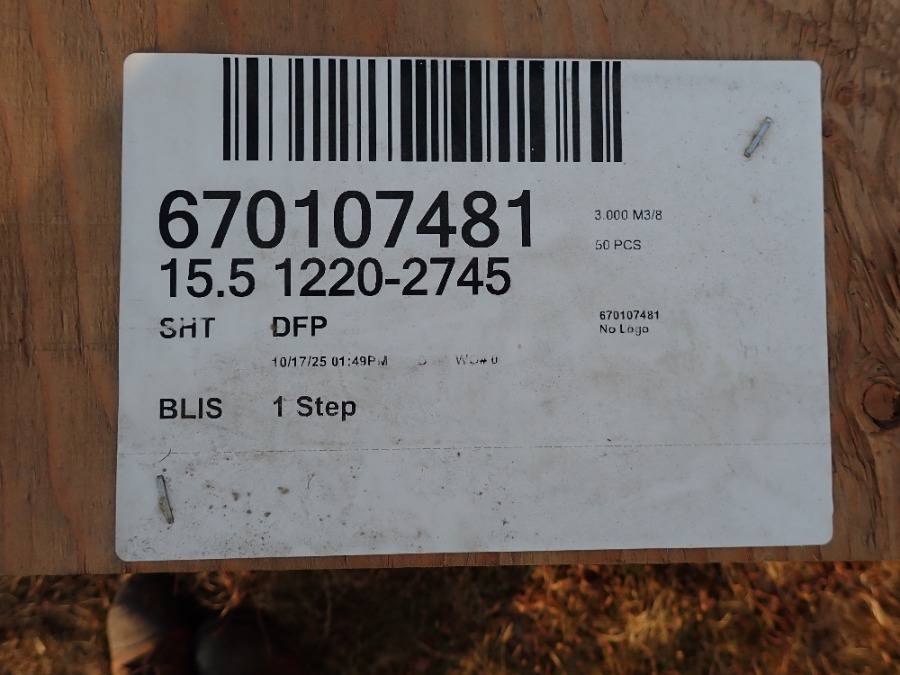 670107481
3.000 M3/8
15.5 1220-2745
50 PCS
SHT DFP
670107481
No Logo
10/17/25 01:49PM
BLIS 1 Step